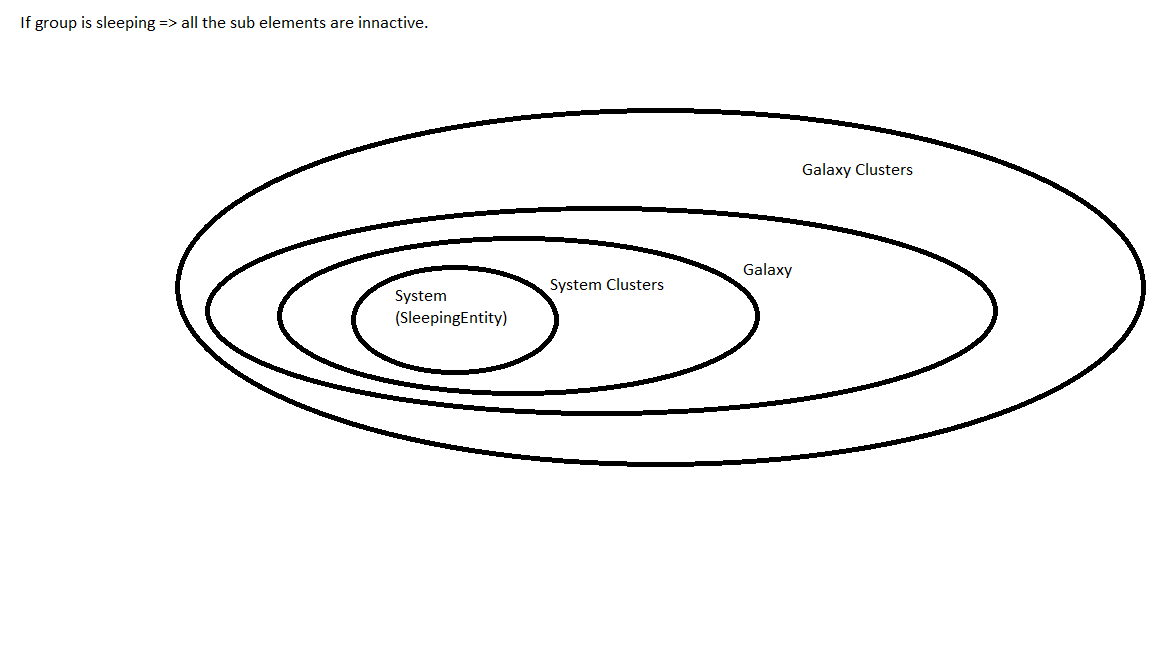 If group is sleeping => all the sub elements are innactive.
Galaxy Clusters
Galaxy
System Clusters
System
(SleepingEntity)